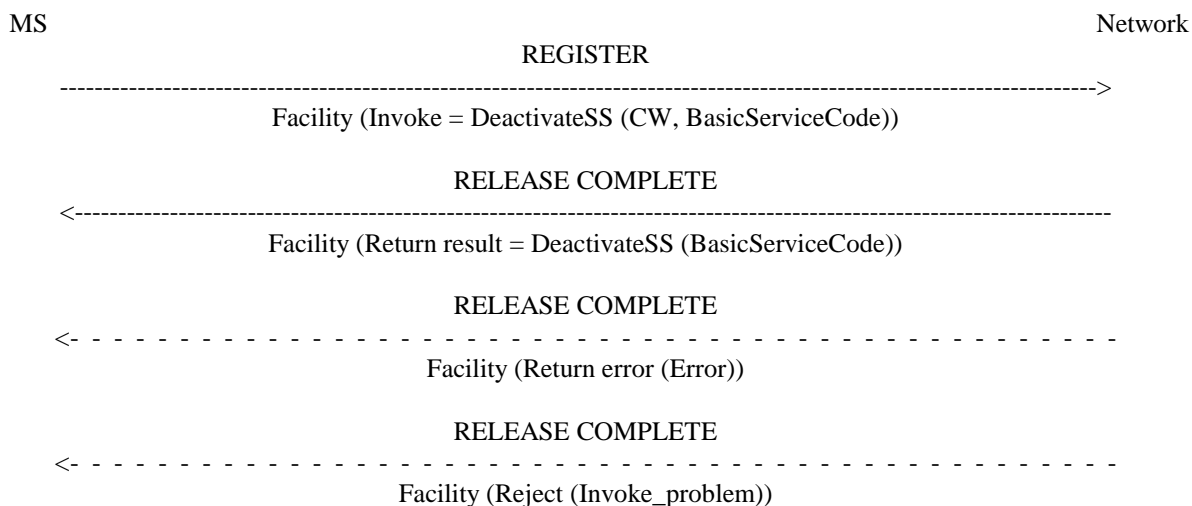 MS Network
REGISTER
Facility (Invoke = DeactivateSS (CW, BasicServiceCode))
RELEASE COMPLETE
Facility (Return result = DeactivateSS (BasicServiceCode))
RELEASE COMPLETE
Facility (Return error (Error))
RELEASE COMPLETE
Facility (Reject (Invoke_problem))